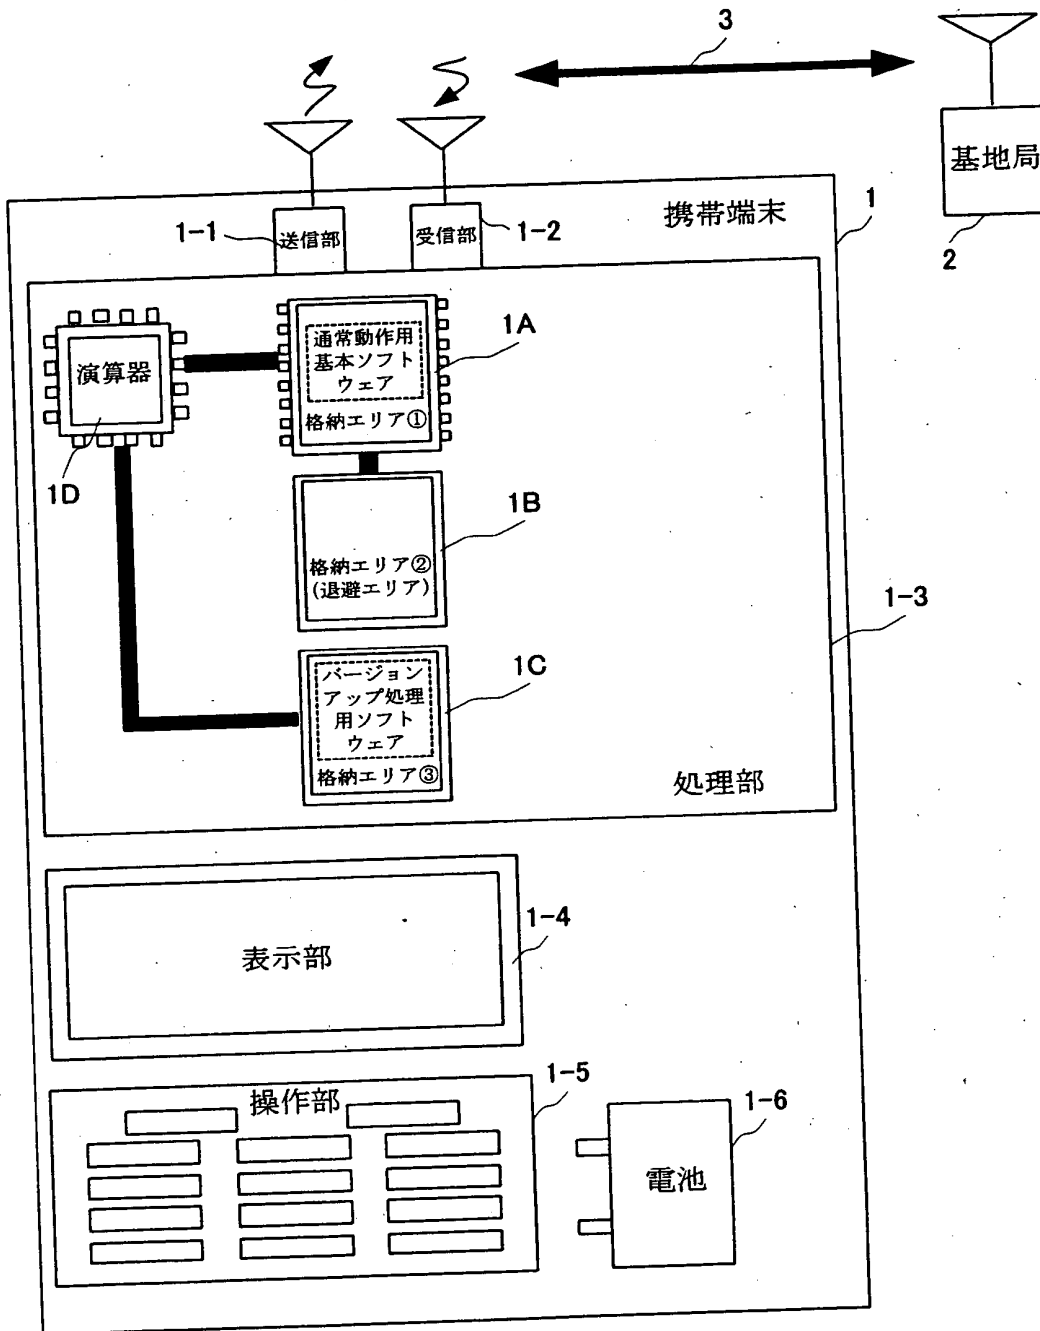 3
基地局
2
携帯端末
1
1-1
送信部
受信部
1-2
演算器
1D
通常動作用
基本ソフト
ウェア
格納エリア①
1A
格納エリア②
(退避エリア)
1B
バージョン
アップ処理
用ソフト
ウェア
格納エリア③
1C
1-3
処理部
表示部
1-4
操作部
1-5
電池
1-6